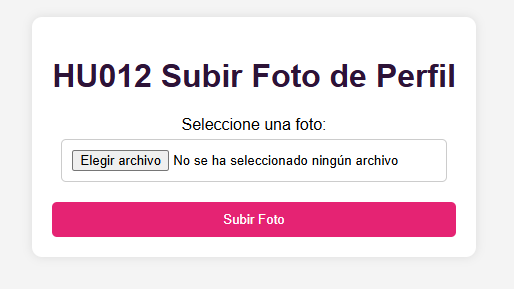 HU012 Subir Foto de Perfil
Seleccione una foto:
Elegir archivo No se ha seleccionado ningún archivo
Subir Foto